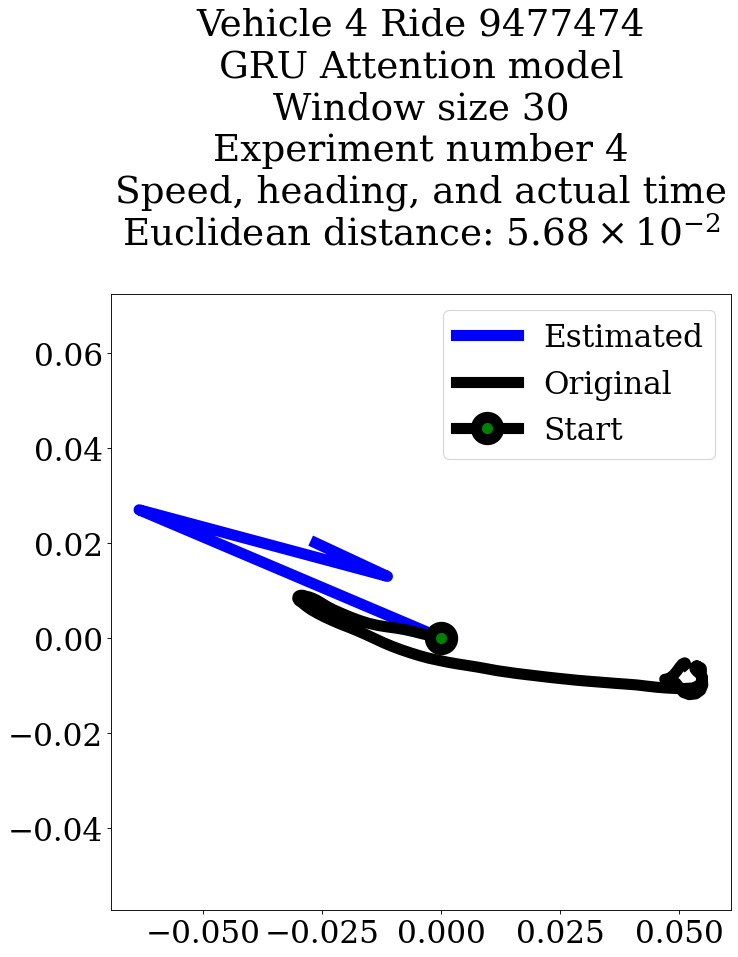 Vehicle 4 Ride 9477474
GRU Attention model
Window size 30
Experiment number 4
Speed, heading, and actual time
Euclidean distance: 5.68 × 10⁻²
Estimated
Original
Start
0.06
0.04
0.02
0.00
−0.02
−0.04
−0.050 −0.025 0.000 0.025 0.050